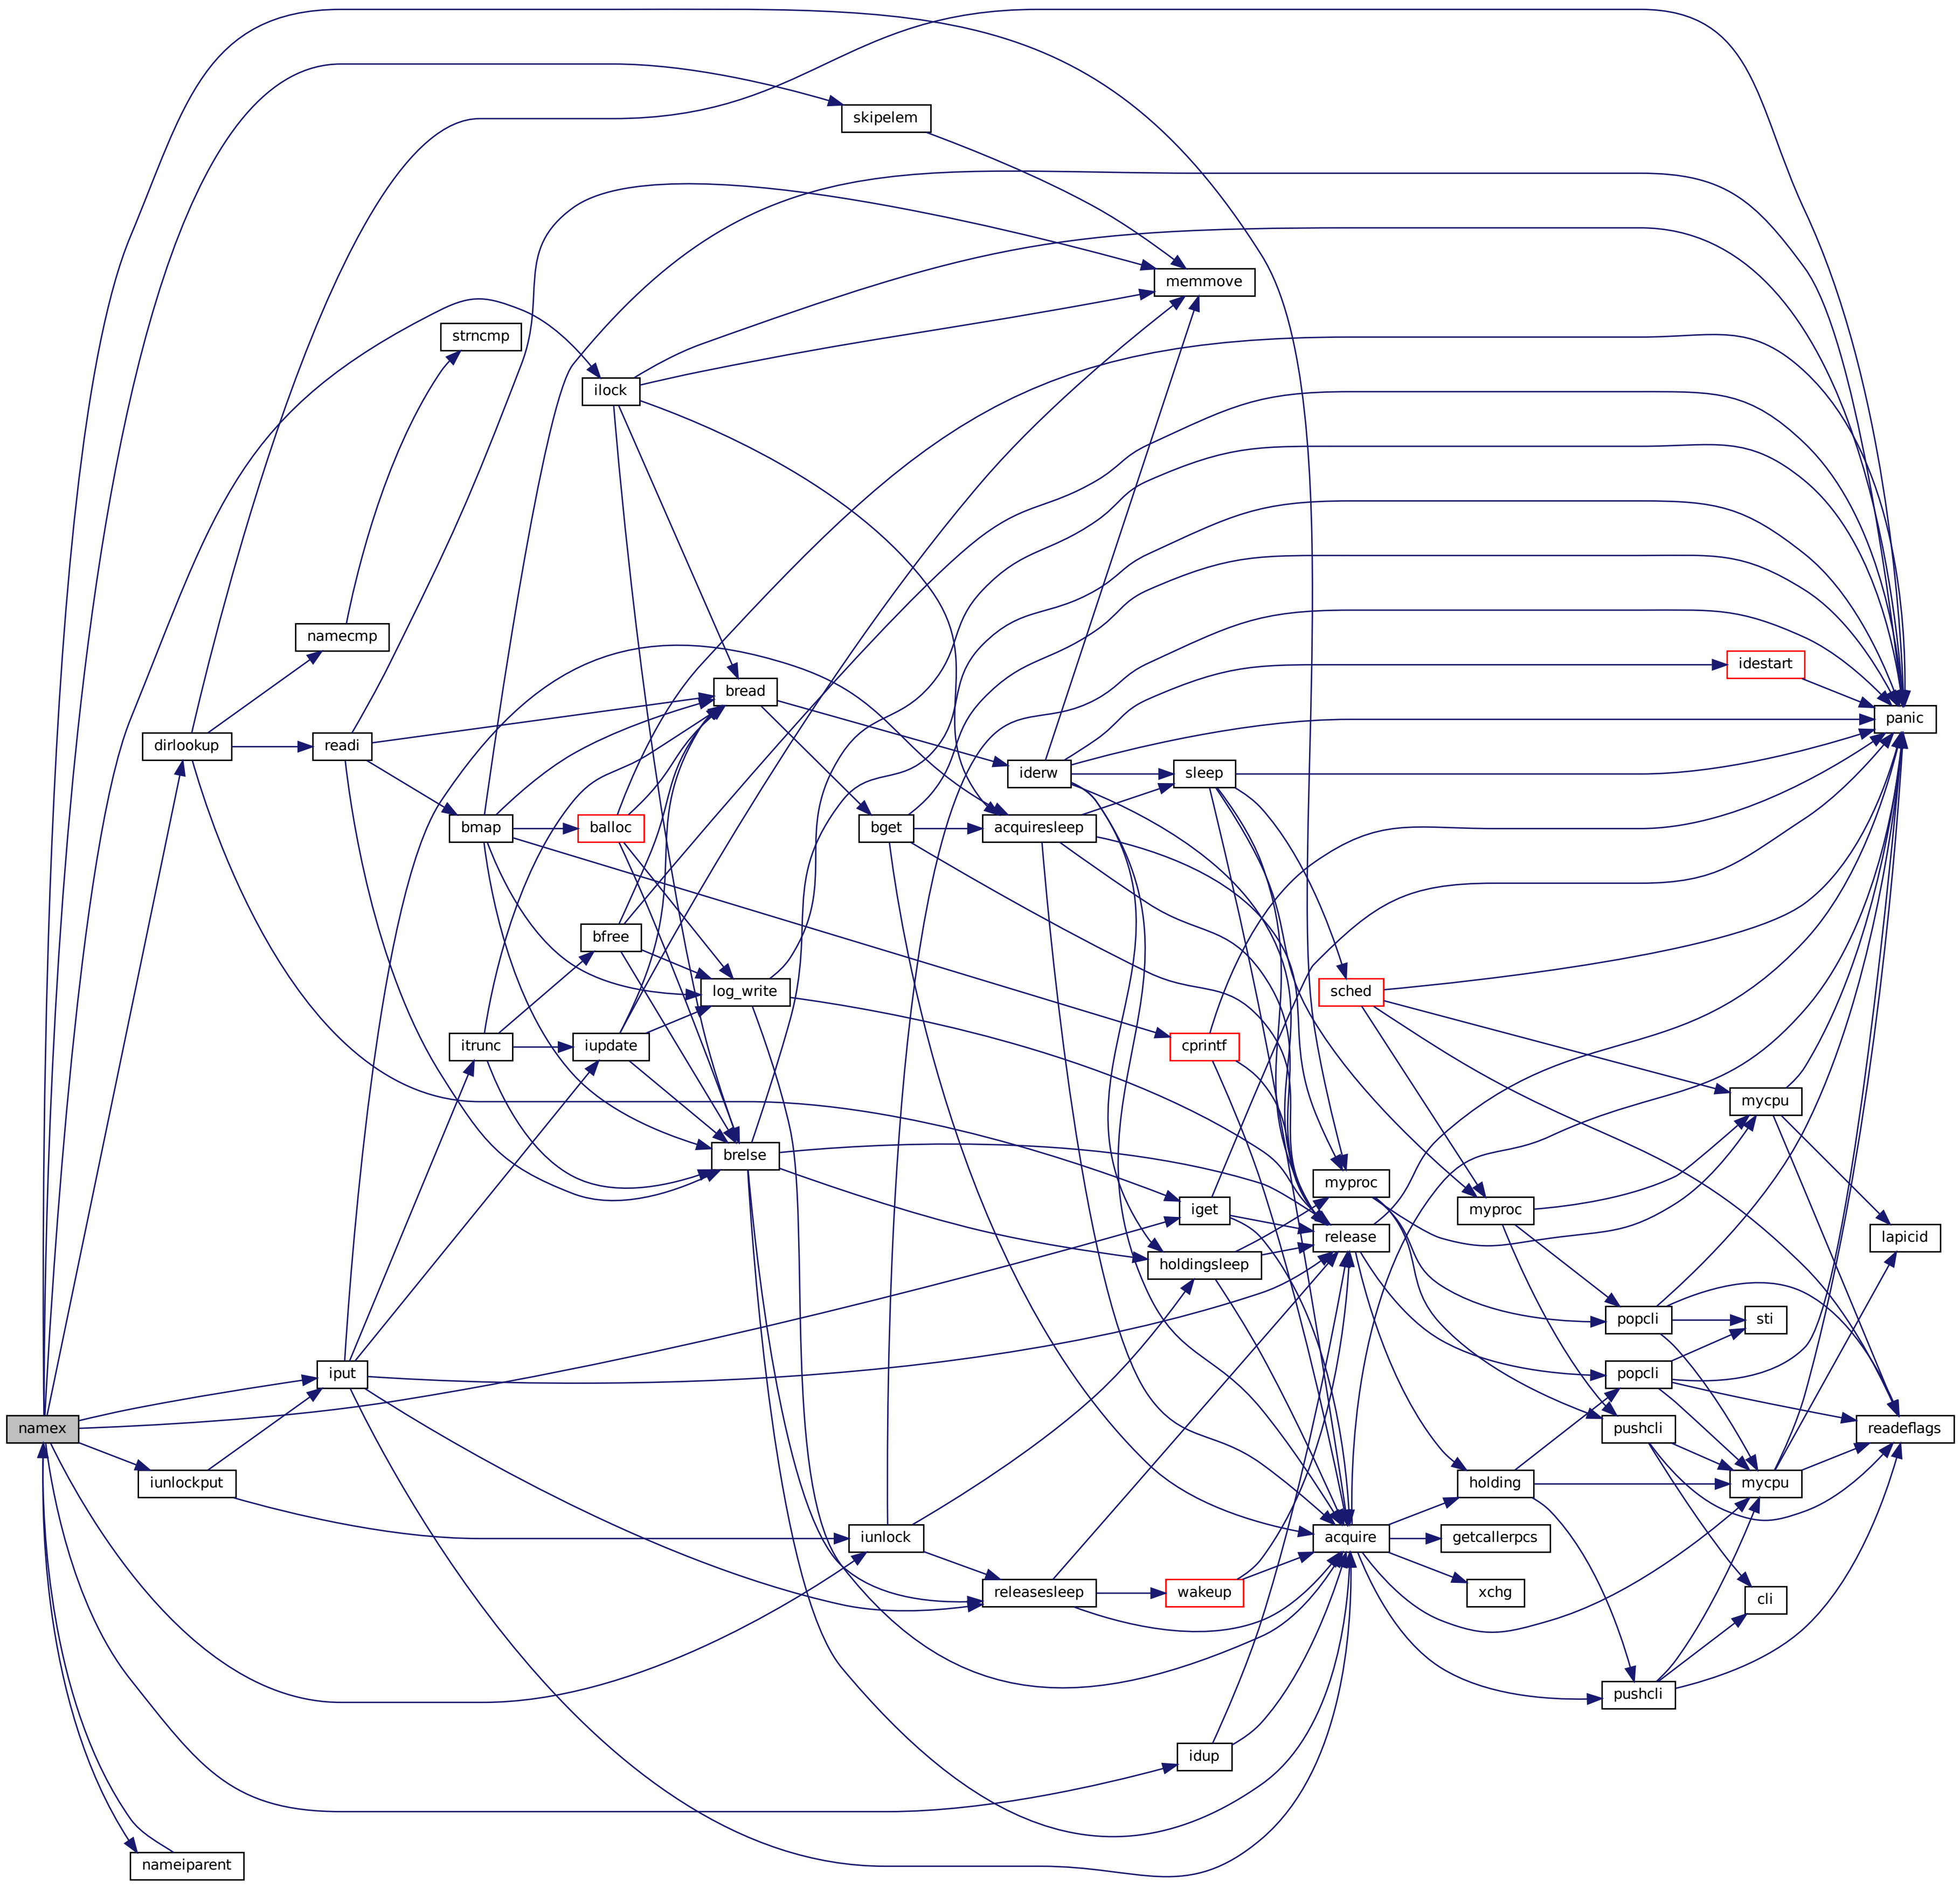 skipelem
memmove
strncmp
ilock
namecmp
idestart
bread
panic
dirlookup
readi
iderw
sleep
bmap
balloc
bget
acquiresleep
bfree
log_write
sched
itrunc
iupdate
cprintf
mycpu
brelse
myproc
iget
myproc
release
lapicid
holdingsleep
popcli
sti
iput
popcli
namex
pushcli
readeflags
iunlockput
holding
mycpu
iunlock
acquire
getcallerpcs
releasesleep
wakeup
xchg
cli
pushcli
idup
nameiparent